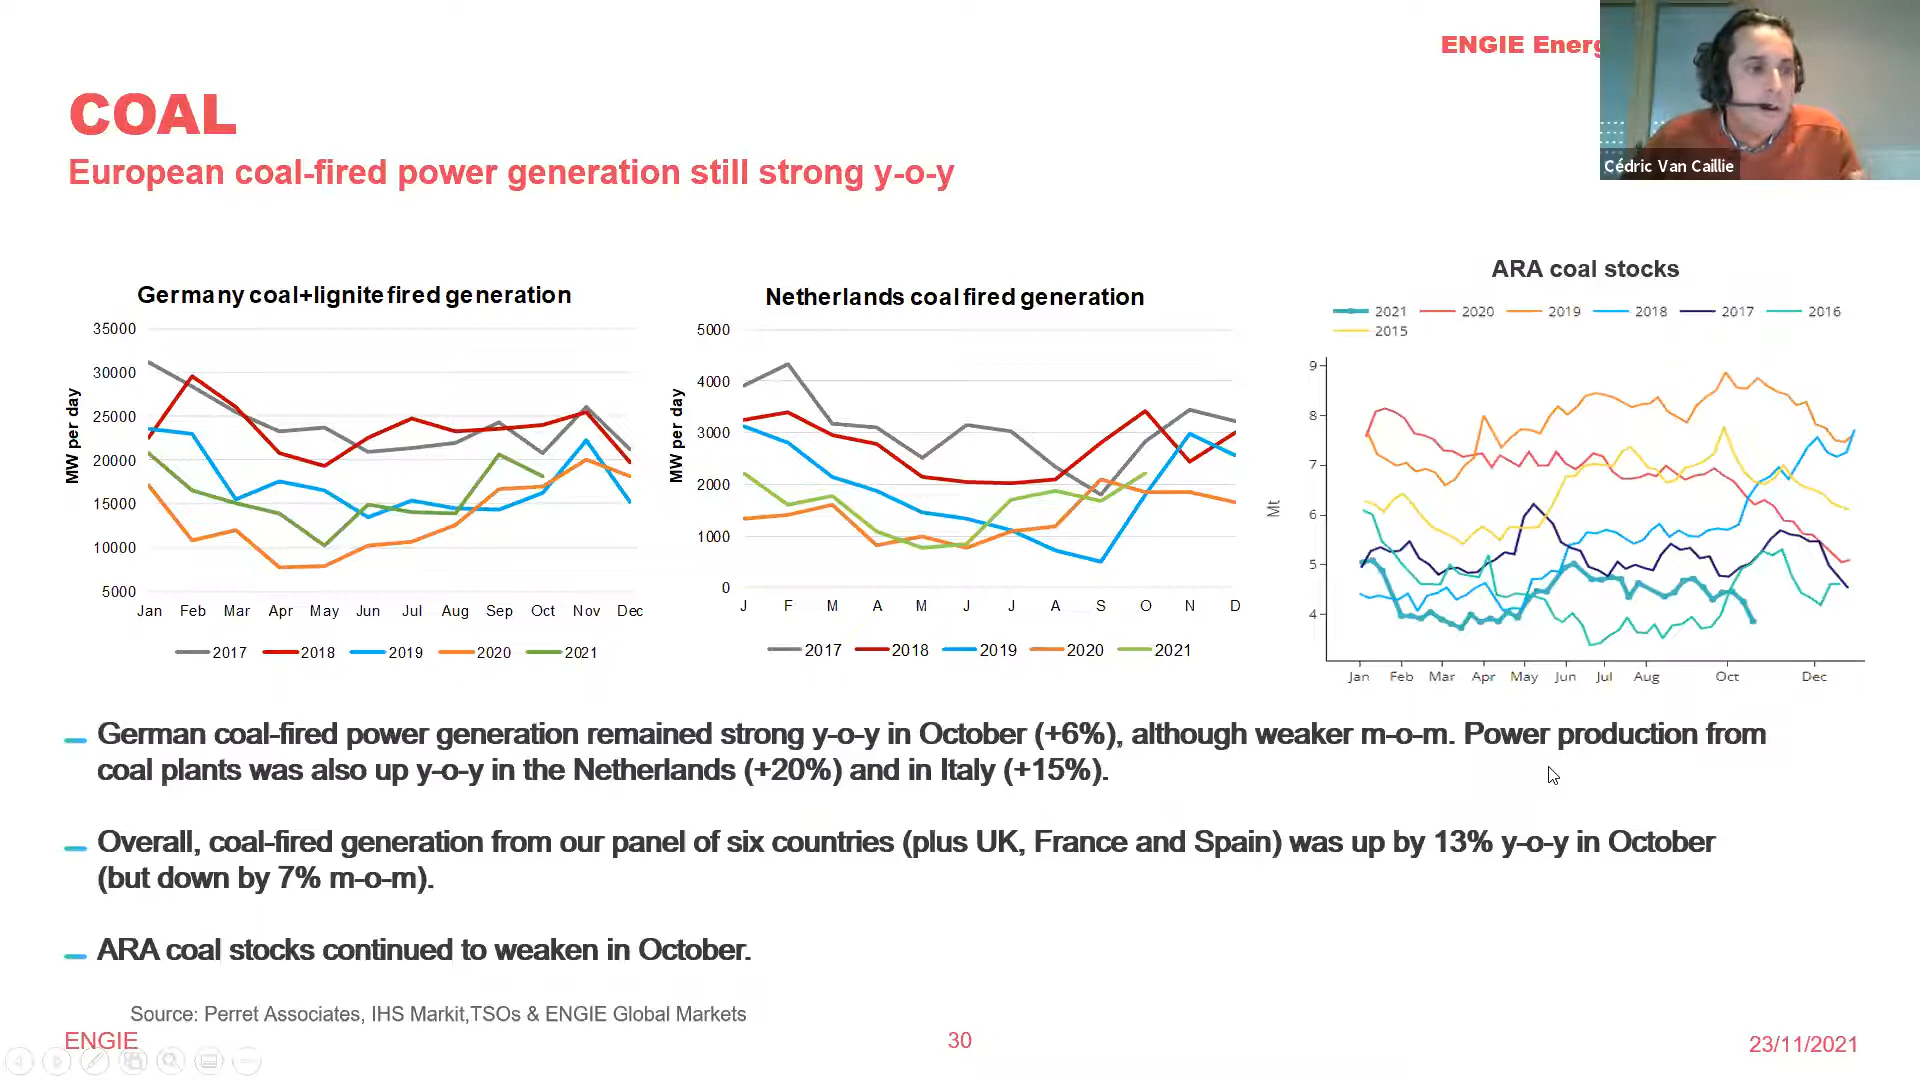 ENGIE Energ
COAL
European coal-fired power generation still strong y-o-y
Cédric Van Caillie
Germany coal+lignite fired generation
35000
30000
25000
20000
15000
10000
5000
MW per day
Jan Feb Mar Apr May Jun Jul Aug Sep Oct Nov Dec
2017 2018 2019 2020 2021
Netherlands coal fired generation
5000
4000
3000
2000
1000
0
MW per day
J F M A M J J A S O N D
2017 2018 2019 2020 2021
ARA coal stocks
2021 2020 2019 2018 2017 2016
2015
9
8
7
6
5
4
Mt
Jan Feb Mar Apr May Jun Jul Aug Oct Dec
German coal-fired power generation remained strong y-o-y in October (+6%), although weaker m-o-m. Power production from
coal plants was also up y-o-y in the Netherlands (+20%) and in Italy (+15%).
Overall, coal-fired generation from our panel of six countries (plus UK, France and Spain) was up by 13% y-o-y in October
(but down by 7% m-o-m).
ARA coal stocks continued to weaken in October.
Source: Perret Associates, IHS Markit,TSOs & ENGIE Global Markets
ENGIE
30
23/11/2021